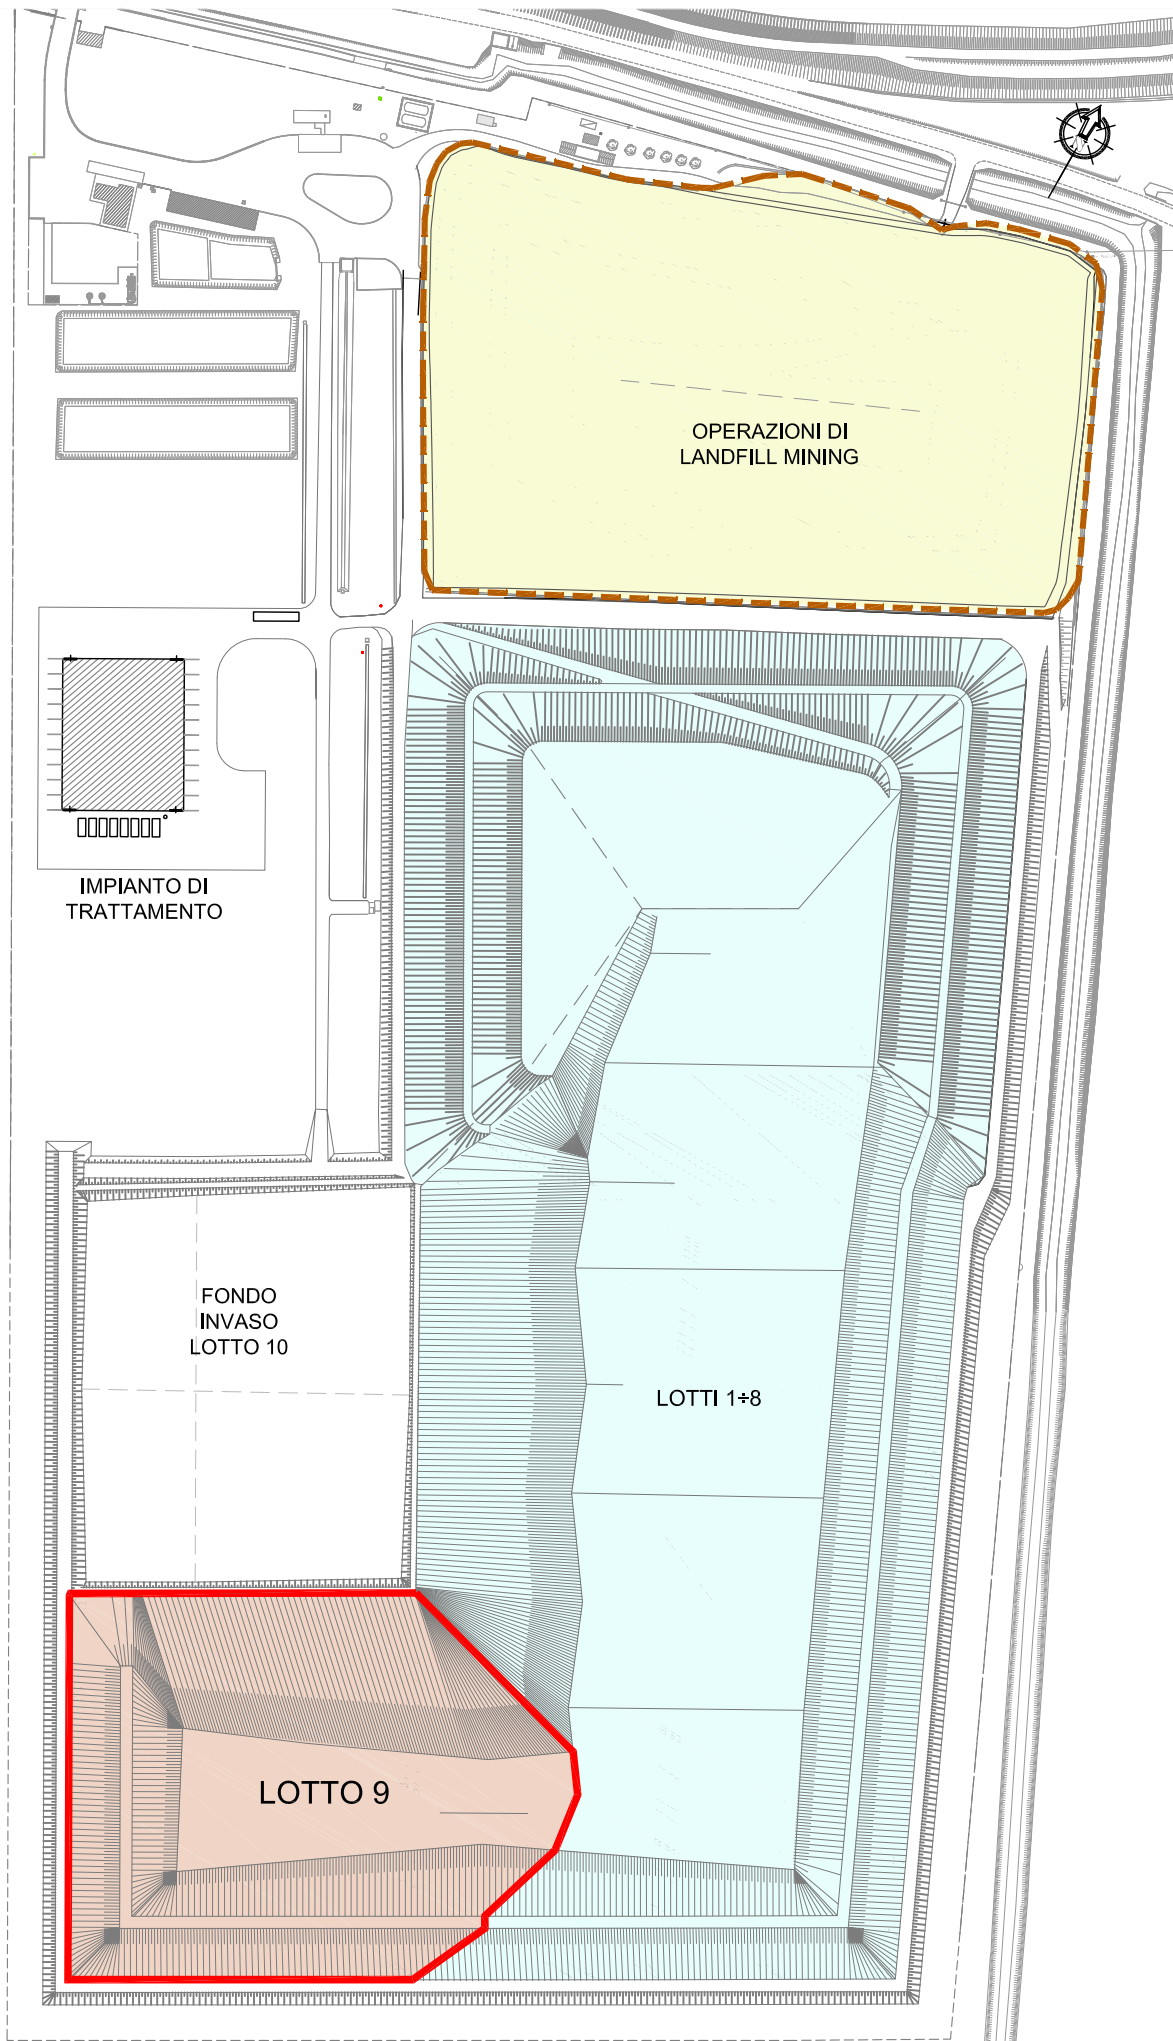 OPERAZIONI DI
LANDFILL MINING
IMPIANTO DI
TRATTAMENTO
FONDO
INVASO
LOTTO 10
LOTTI 1÷8
LOTTO 9